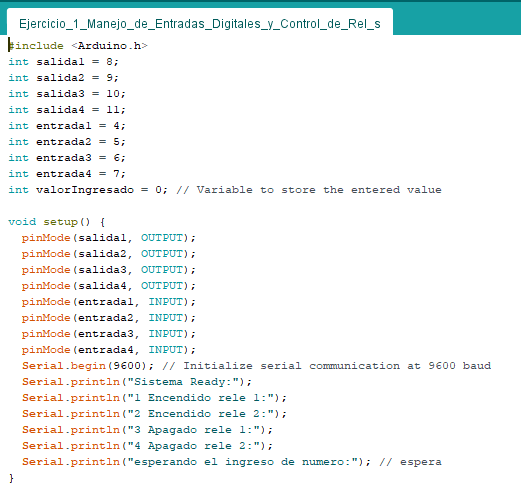 Ejercicio_1_Manejo_de_Entradas_Digitales_y_Control_de_Rel_s
#include <Arduino.h>
int salida1 = 8;
int salida2 = 9;
int salida3 = 10;
int salida4 = 11;
int entrada1 = 4;
int entrada2 = 5;
int entrada3 = 6;
int entrada4 = 7;
int valorIngresado = 0; // Variable to store the entered value
void setup() {
pinMode(salida1, OUTPUT);
pinMode(salida2, OUTPUT);
pinMode(salida3, OUTPUT);
pinMode(salida4, OUTPUT);
pinMode(entrada1, INPUT);
pinMode(entrada2, INPUT);
pinMode(entrada3, INPUT);
pinMode(entrada4, INPUT);
Serial.begin(9600); // Initialize serial communication at 9600 baud
Serial.println("Sistema Ready:");
Serial.println("1 Encendido rele 1:");
Serial.println("2 Encendido rele 2:");
Serial.println("3 Apagado rele 1:");
Serial.println("4 Apagado rele 2:");
Serial.println("esperando el ingreso de numero:"); // espera
}